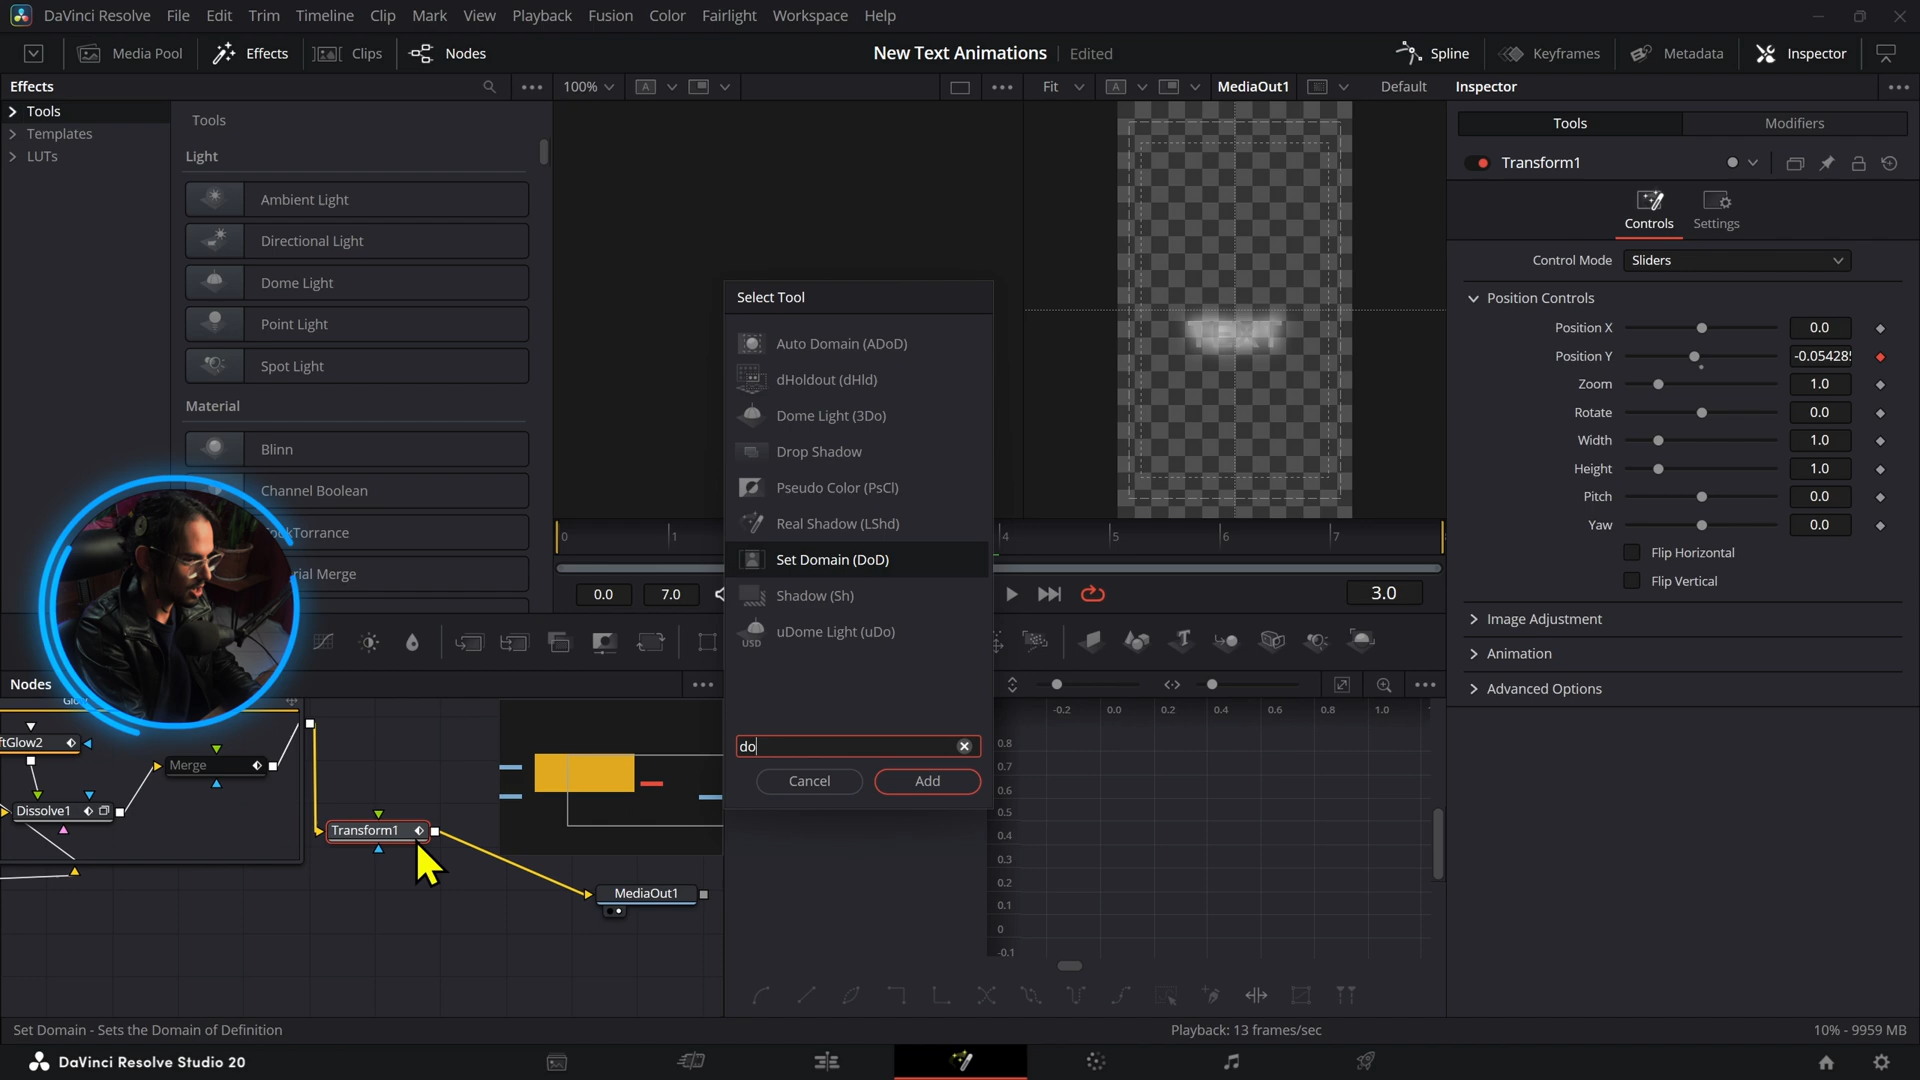 DaVinci Resolve File Edit Trim Timeline Clip Mark View Playback Fusion Color Fairlight Workspace Help
Media Pool Effects Clips Nodes New Text Animations Edited Spline Keyframes Metadata Inspector
Effects 100% A Fit A MediaOut1 Default Inspector
Tools
Templates
LUTs
Tools
Light
Ambient Light
Directional Light
Dome Light
Point Light
Spot Light
Material
Blinn
Channel Boolean
kTorrance
rial Merge
Select Tool
Auto Domain (ADoD)
dHoldout (dHld)
Dome Light (3Do)
Drop Shadow
Pseudo Color (PsCl)
Real Shadow (LShd)
Set Domain (DoD)
Shadow (Sh)
USD
uDome Light (uDo)
do
Cancel Add
TEXT
Tools Modifiers
Transform1
Controls Settings
Control Mode Sliders
Position Controls
Position X 0.0
Position Y -0.05428
Zoom 1.0
Rotate 0.0
Width 1.0
Height 1.0
Pitch 0.0
Yaw 0.0
Flip Horizontal
Flip Vertical
Image Adjustment
Animation
Advanced Options
0 1 4 5 6 7
0.0 7.0 3.0
Nodes
ftGlow2
Merge
Dissolve1
Transform1
MediaOut1
-0.2 0.0 0.2 0.4 0.6 0.8 1.0
0.8
0.6
0.5
0.4
0.3
0.2
0.1
0
-0.1
Set Domain - Sets the Domain of Definition Playback: 13 frames/sec 10% - 9959 MB
DaVinci Resolve Studio 20